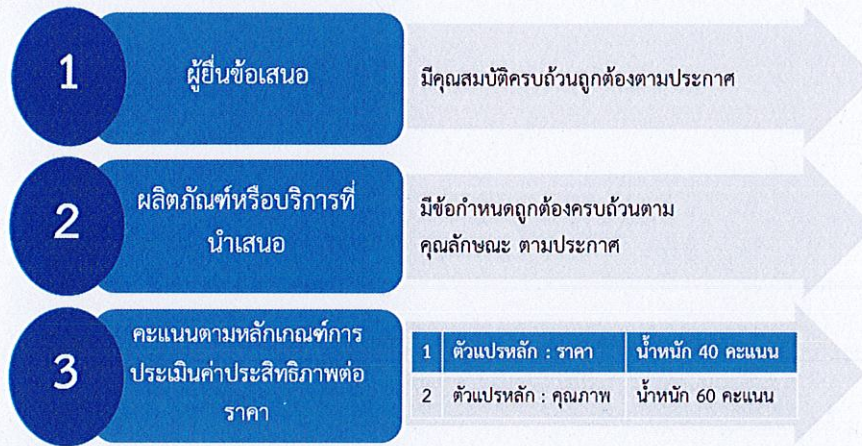 1
ผู้ยื่นข้อเสนอ
มีคุณสมบัติครบถ้วนถูกต้องตามประกาศ
2
ผลิตภัณฑ์หรือบริการที่
นำเสนอ
มีข้อกำหนดถูกต้องครบถ้วนตาม
คุณลักษณะ ตามประกาศ
3
คะแนนตามหลักเกณฑ์การ
ประเมินค่าประสิทธิภาพต่อ
ราคา
1 ตัวแปรหลัก : ราคา น้ำหนัก 40 คะแนน
2 ตัวแปรหลัก : คุณภาพ น้ำหนัก 60 คะแนน